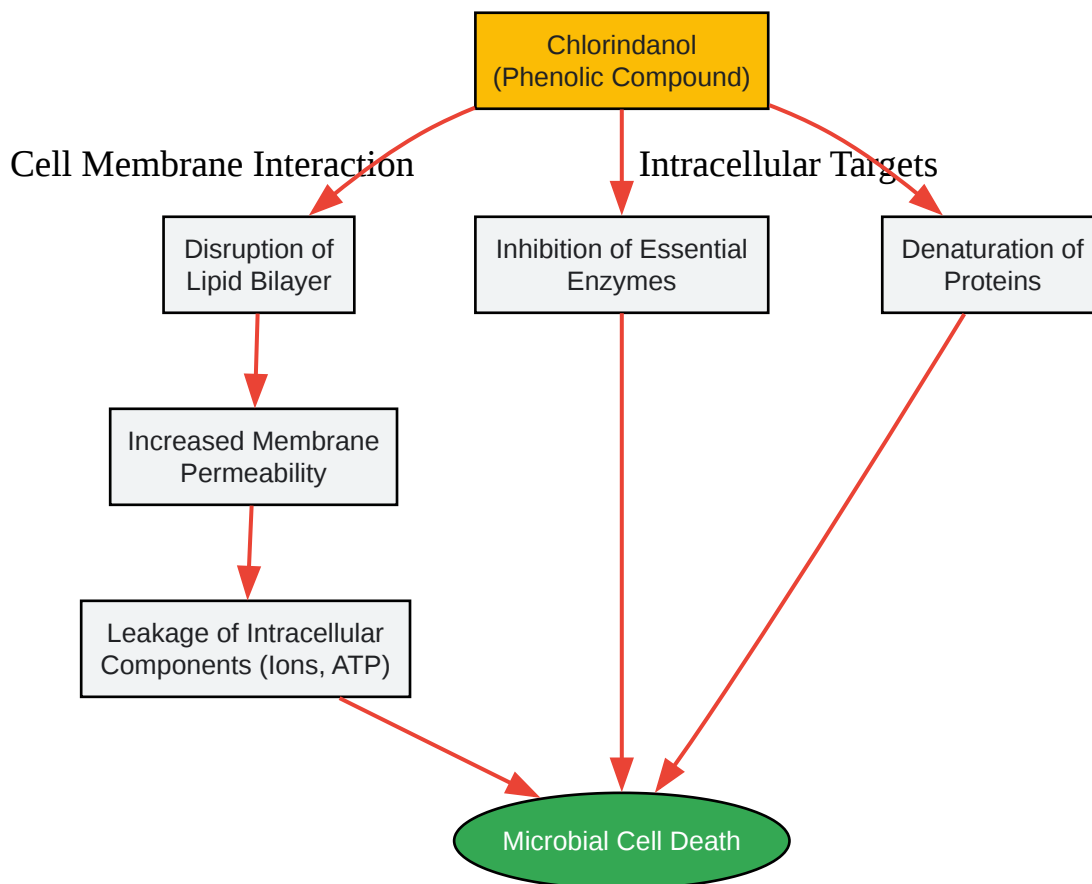 Chlorindanol
(Phenolic Compound)
Cell Membrane Interaction
Intracellular Targets
Disruption of
Lipid Bilayer
Inhibition of Essential
Enzymes
Denaturation of
Proteins
Increased Membrane
Permeability
Leakage of Intracellular
Components (Ions, ATP)
Microbial Cell Death